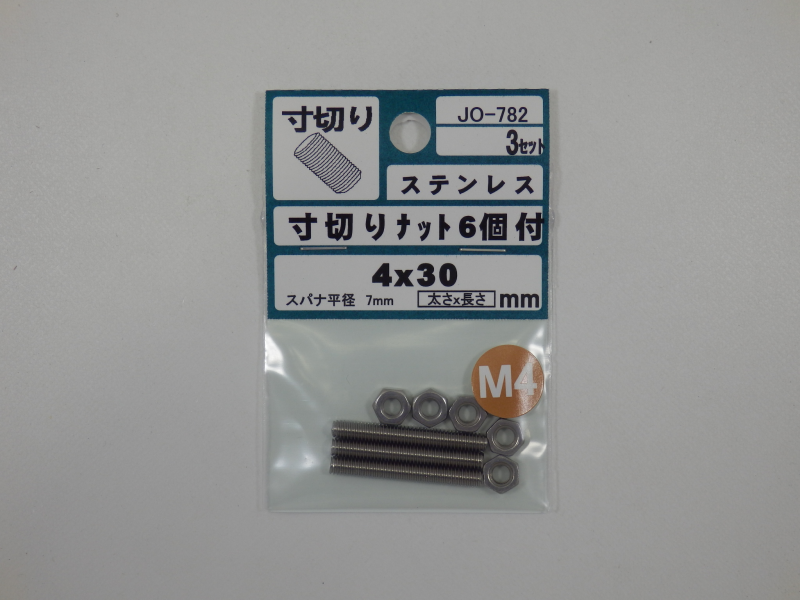 寸切り
JO-782
3セット
ステンレス
寸切りナット6個付
4x30
スパナ平径 7mm 太さx長さ mm
M4